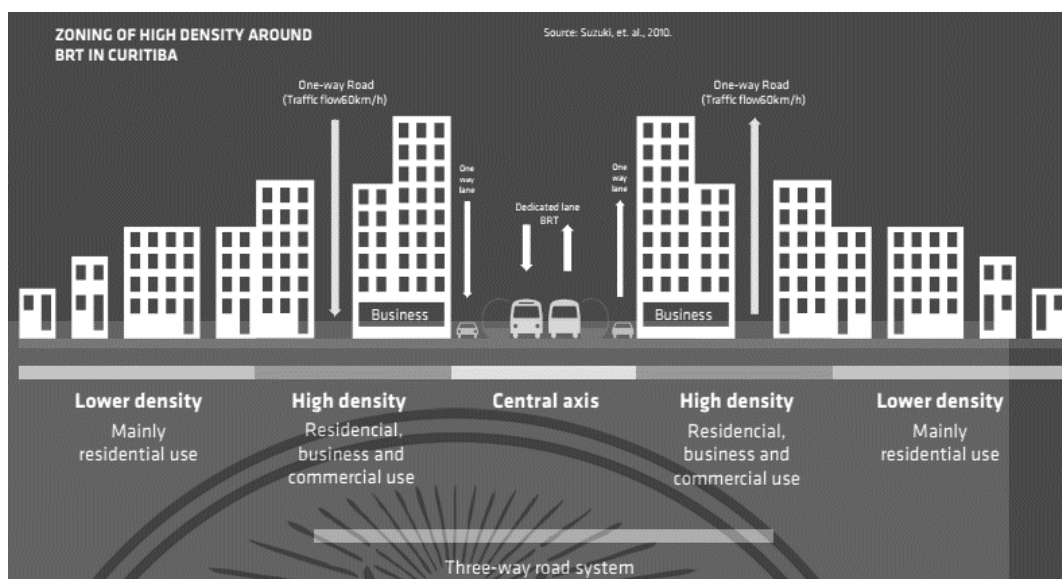 ZONING OF HIGH DENSITY AROUND
BRT IN CURITIBA
Source: Suzuki, et. al., 2010.
One-way Road
(Traffic flow60km/h)
One-way Road
(Traffic flow60km/h)
One
way
lane
One
way
lane
Dedicated lane
BRT
Business
Business
Lower density
Mainly
residential use
High density
Residencial,
business and
commercial use
Central axis
High density
Residencial,
business and
commercial use
Lower density
Mainly
residential use
Three-way road system